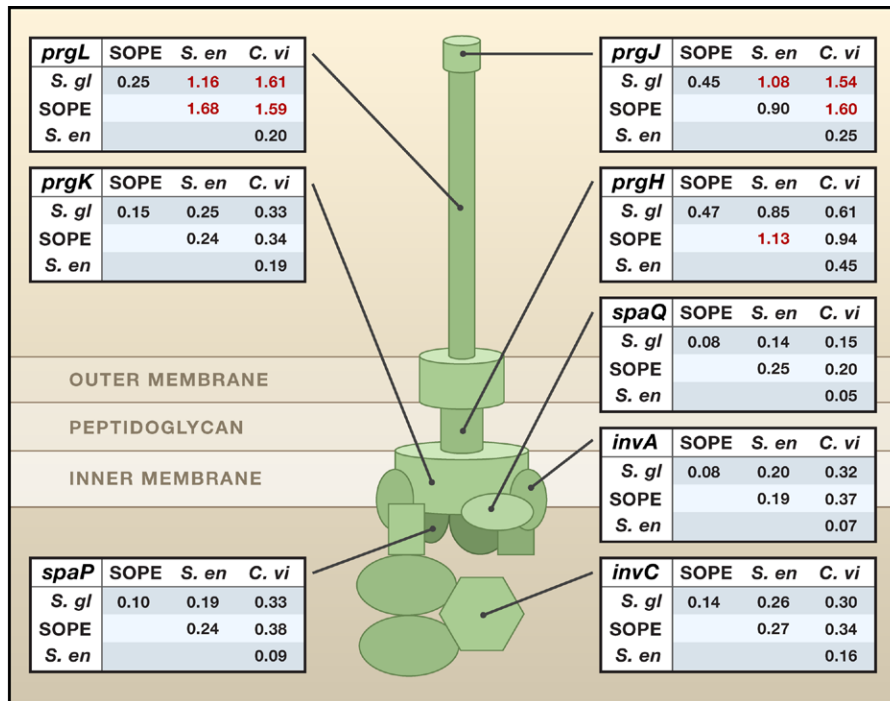 prgL SOPE S. en C. vi
S. gl 0.25 1.16 1.61
SOPE 1.68 1.59
S. en 0.20
prgJ SOPE S. en C. vi
S. gl 0.45 1.08 1.54
SOPE 0.90 1.60
S. en 0.25
prgK SOPE S. en C. vi
S. gl 0.15 0.25 0.33
SOPE 0.24 0.34
S. en 0.19
prgH SOPE S. en C. vi
S. gl 0.47 0.85 0.61
SOPE 1.13 0.94
S. en 0.45
spaQ SOPE S. en C. vi
S. gl 0.08 0.14 0.15
SOPE 0.25 0.20
S. en 0.05
OUTER MEMBRANE
PEPTIDOGLYCAN
INNER MEMBRANE
invA SOPE S. en C. vi
S. gl 0.08 0.20 0.32
SOPE 0.19 0.37
S. en 0.07
spaP SOPE S. en C. vi
S. gl 0.10 0.19 0.33
SOPE 0.24 0.38
S. en 0.09
invC SOPE S. en C. vi
S. gl 0.14 0.26 0.30
SOPE 0.27 0.34
S. en 0.16